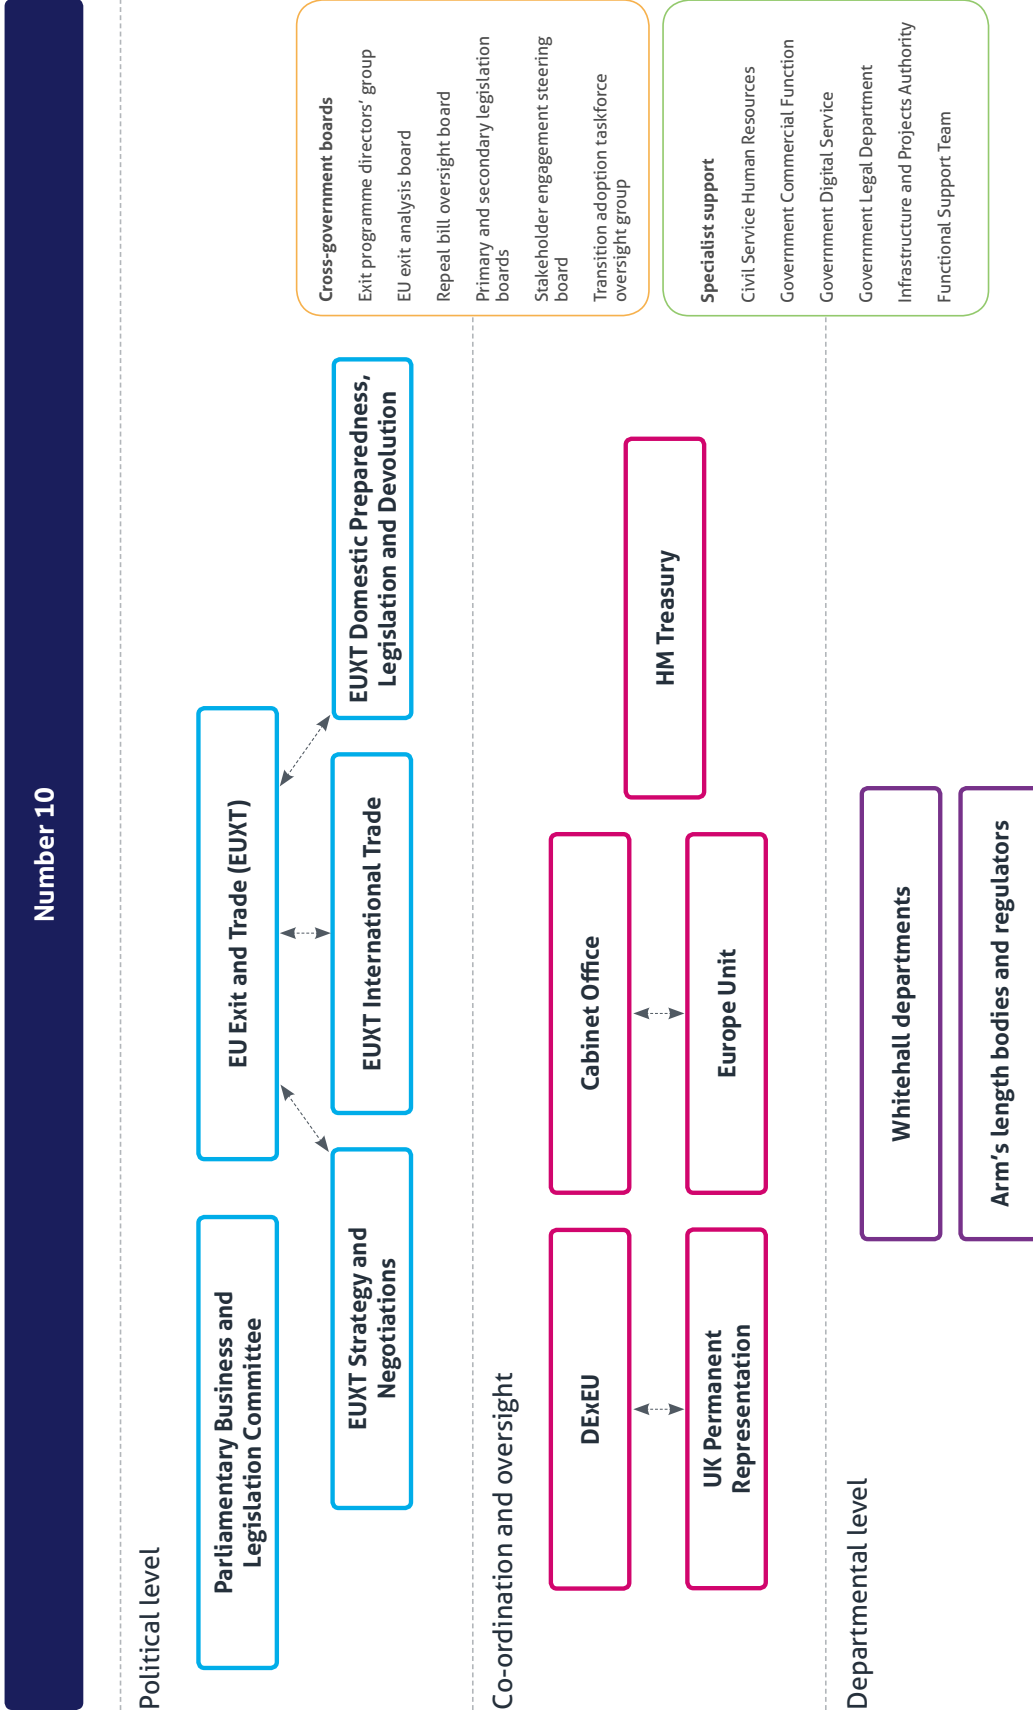 Number 10
Political level
Parliamentary Business and
Legislation Committee
EU Exit and Trade (EUXT)
EUXT Strategy and
Negotiations
EUXT International Trade
EUXT Domestic Preparedness,
Legislation and Devolution
Cross-government boards
Exit programme directors’ group
EU exit analysis board
Repeal bill oversight board
Primary and secondary legislation
boards
Stakeholder engagement steering
board
Transition adoption taskforce
oversight group
Co-ordination and oversight
DExEU
Cabinet Office
HM Treasury
UK Permanent
Representation
Europe Unit
Specialist support
Civil Service Human Resources
Government Commercial Function
Government Digital Service
Government Legal Department
Infrastructure and Projects Authority
Functional Support Team
Departmental level
Whitehall departments
Arm’s length bodies and regulators